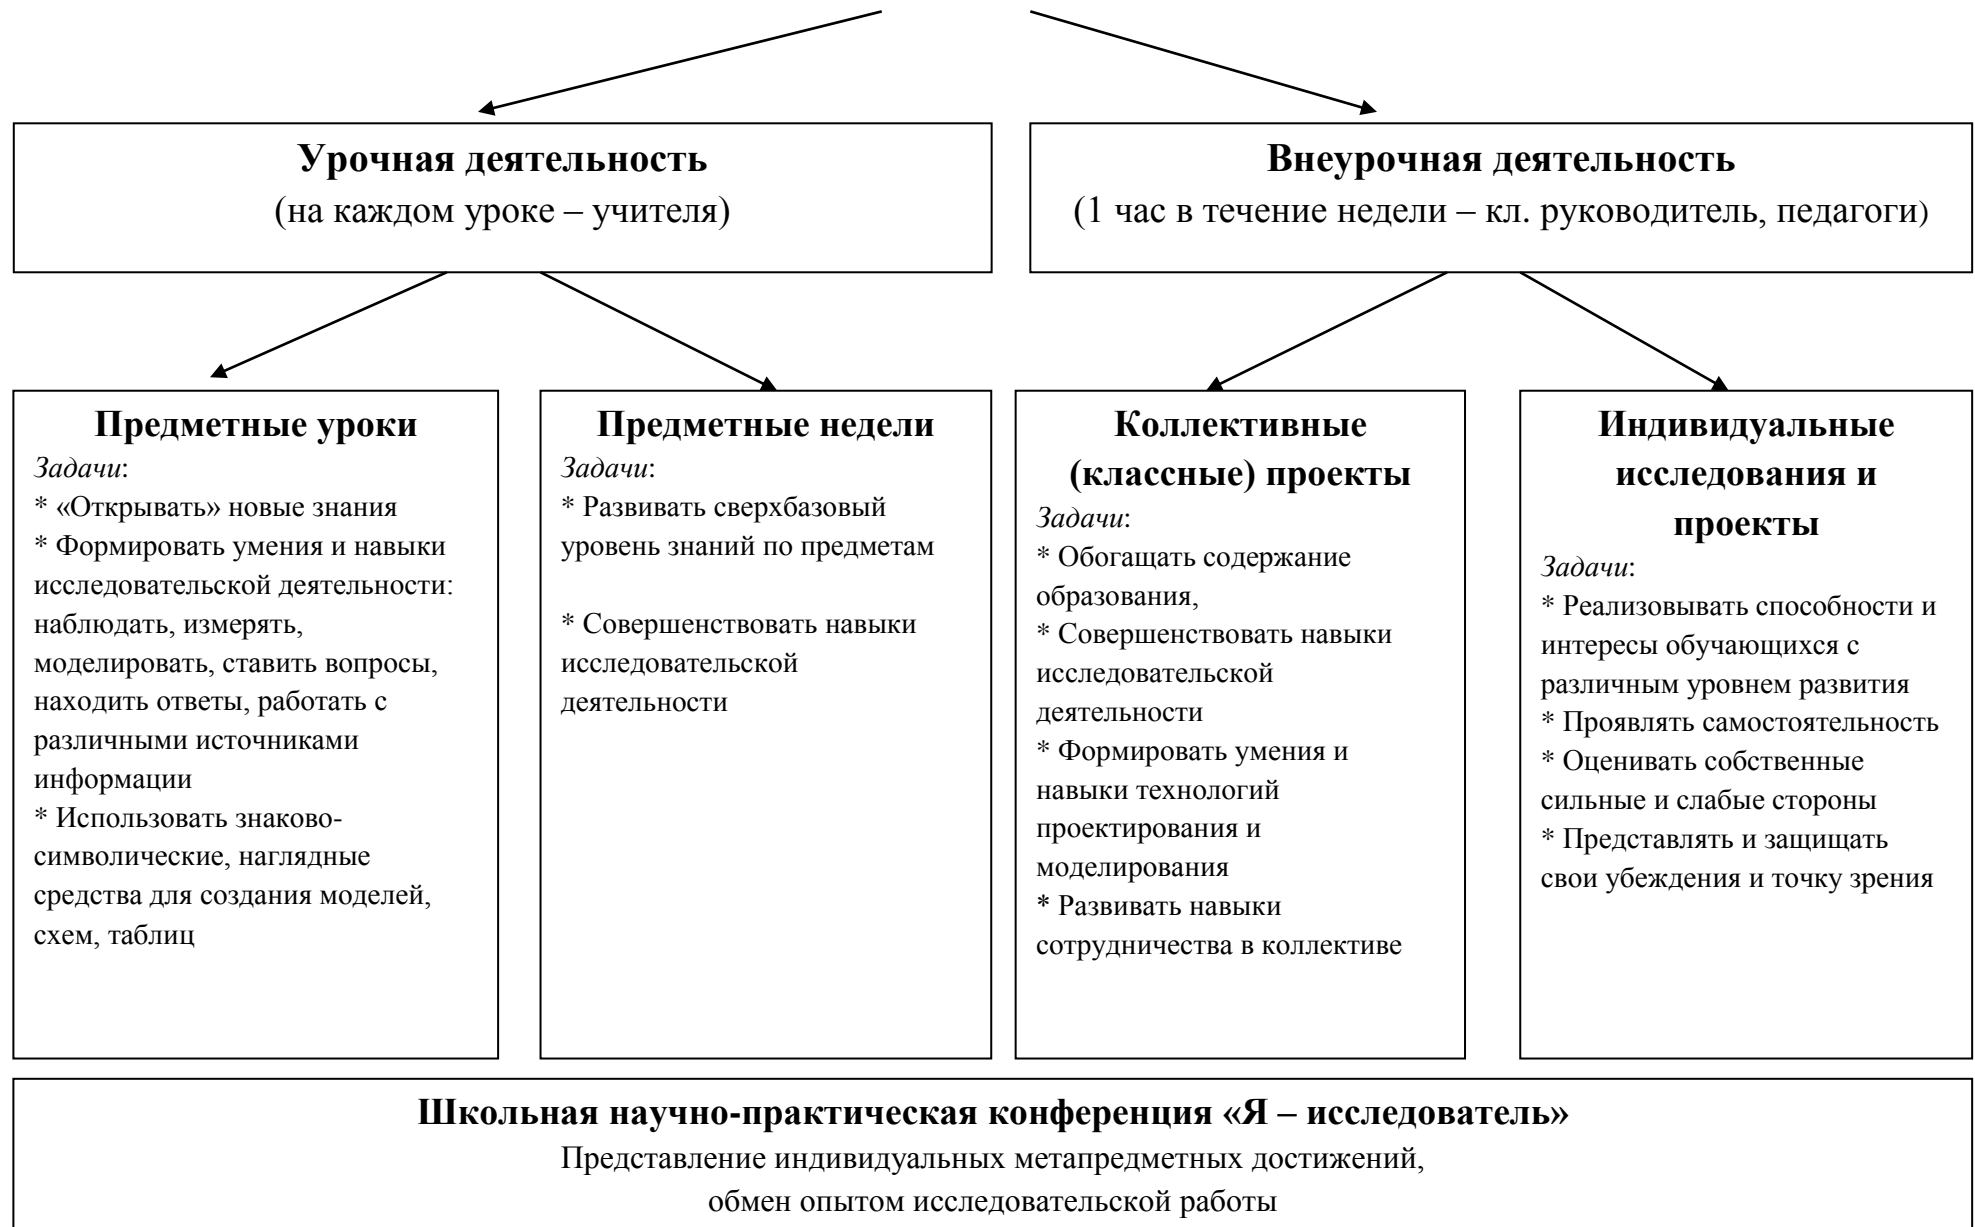 Урочная деятельность
(на каждом уроке – учителя)
Внеурочная деятельность
(1 час в течение недели – кл. руководитель, педагоги)
Предметные уроки
Задачи:
* «Открывать» новые знания
* Формировать умения и навыки
исследовательской деятельности:
наблюдать, измерять,
моделировать, ставить вопросы,
находить ответы, работать с
различными источниками
информации
* Использовать знаково-
символические, наглядные
средства для создания моделей,
схем, таблиц
Предметные недели
Задачи:
* Развивать сверхбазовый
уровень знаний по предметам
* Совершенствовать навыки
исследовательской
деятельности
Коллективные
(классные) проекты
Задачи:
* Обогащать содержание
образования,
* Совершенствовать навыки
исследовательской
деятельности
* Формировать умения и
навыки технологий
проектирования и
моделирования
* Развивать навыки
сотрудничества в коллективе
Индивидуальные
исследования и
проекты
Задачи:
* Реализовывать способности и
интересы обучающихся с
различным уровнем развития
* Проявлять самостоятельность
* Оценивать собственные
сильные и слабые стороны
* Представлять и защищать
свои убеждения и точку зрения
Школьная научно-практическая конференция «Я – исследователь»
Представление индивидуальных метапредметных достижений,
обмен опытом исследовательской работы